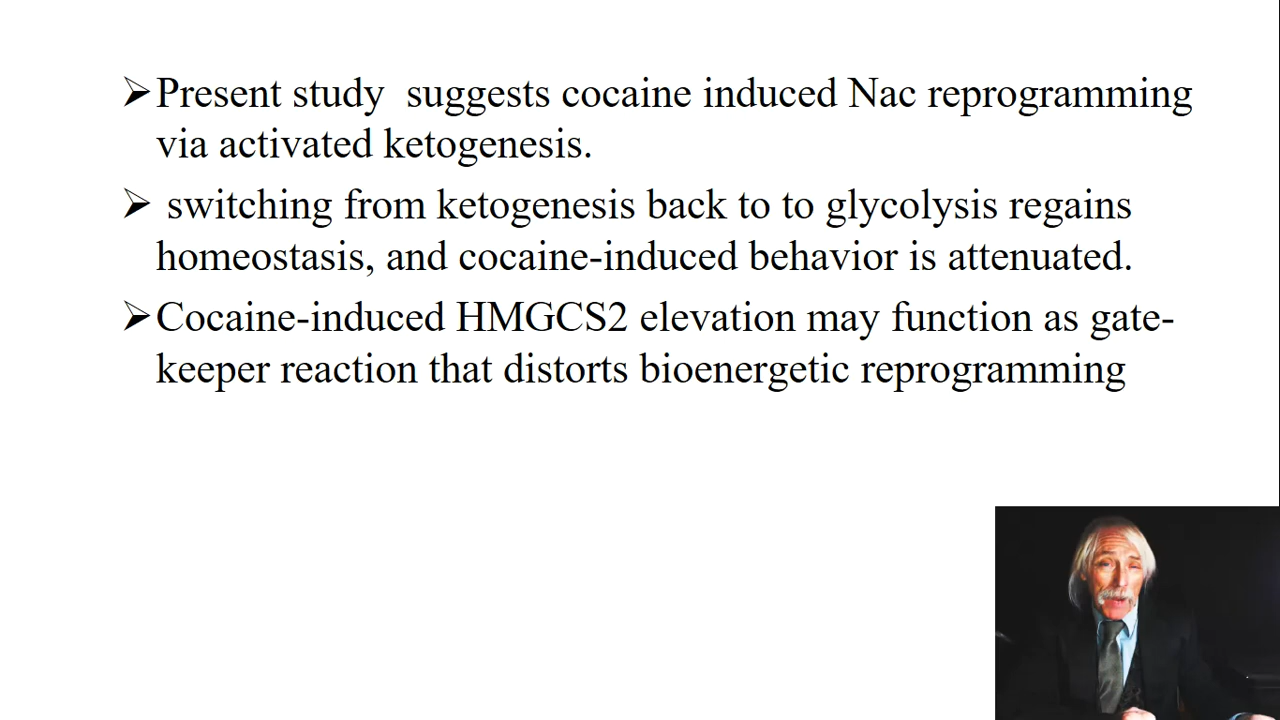 ➢Present study  suggests cocaine induced Nac reprogramming
via activated ketogenesis.
➢ switching from ketogenesis back to to glycolysis regains
homeostasis, and cocaine-induced behavior is attenuated.
➢Cocaine-induced HMGCS2 elevation may function as gate-
keeper reaction that distorts bioenergetic reprogramming